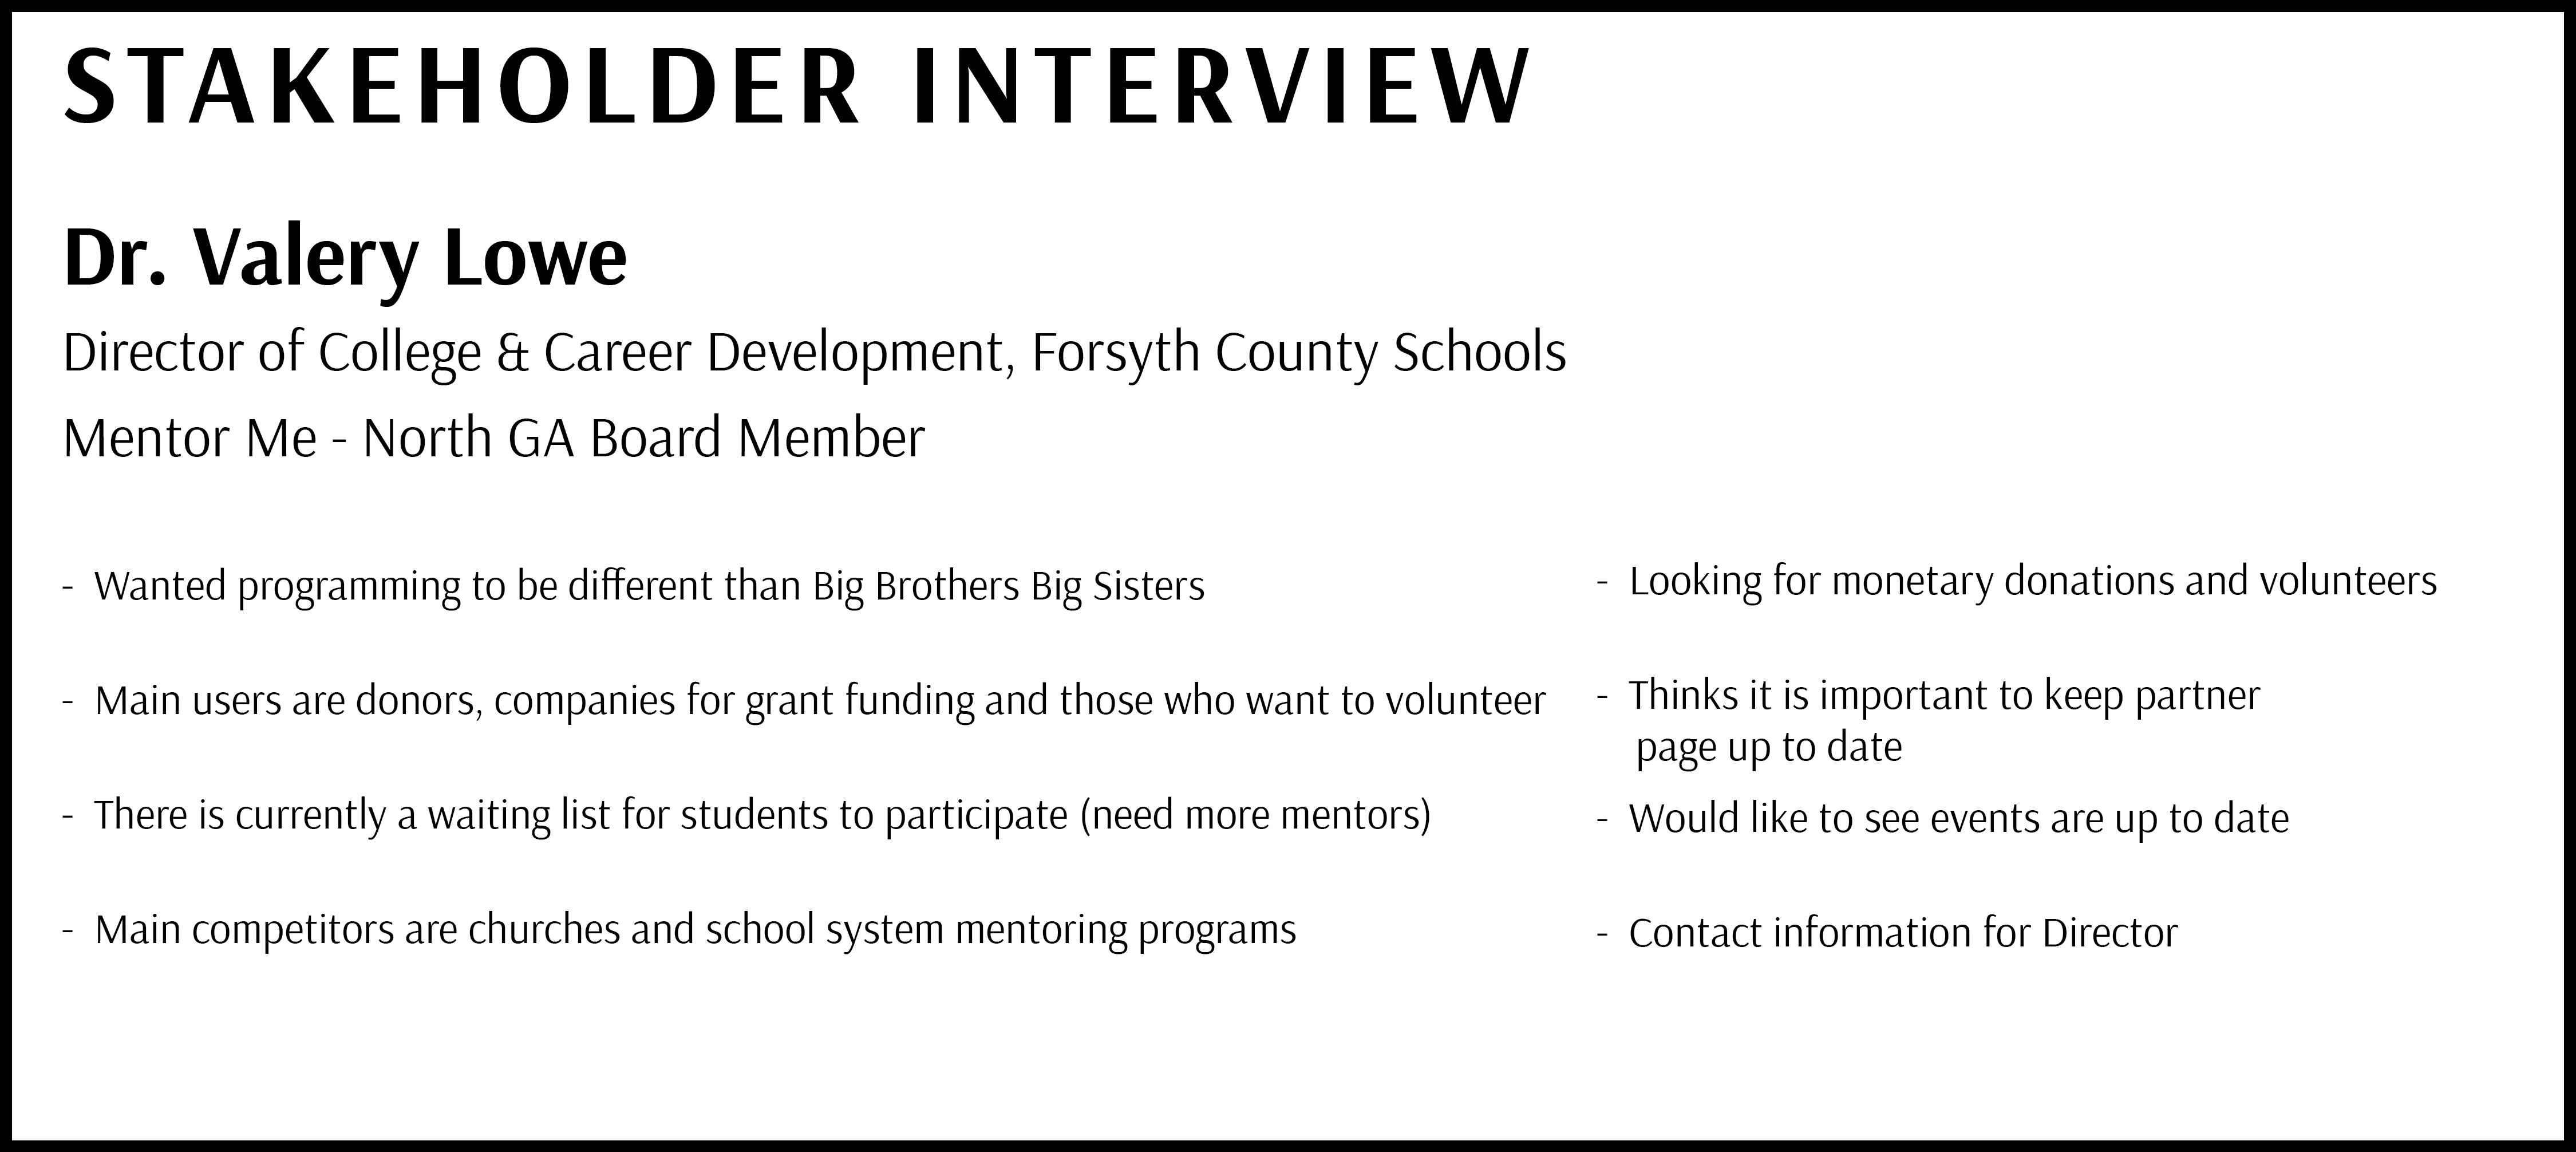 STAKEHOLDER INTERVIEW
Dr. Valery Lowe
Director of College & Career Development, Forsyth County Schools
Mentor Me - North GA Board Member
- Wanted programming to be different than Big Brothers Big Sisters
- Main users are donors, companies for grant funding and those who want to volunteer
- There is currently a waiting list for students to participate (need more mentors)
- Main competitors are churches and school system mentoring programs
- Looking for monetary donations and volunteers
- Thinks it is important to keep partner
page up to date
- Would like to see events are up to date
- Contact information for Director